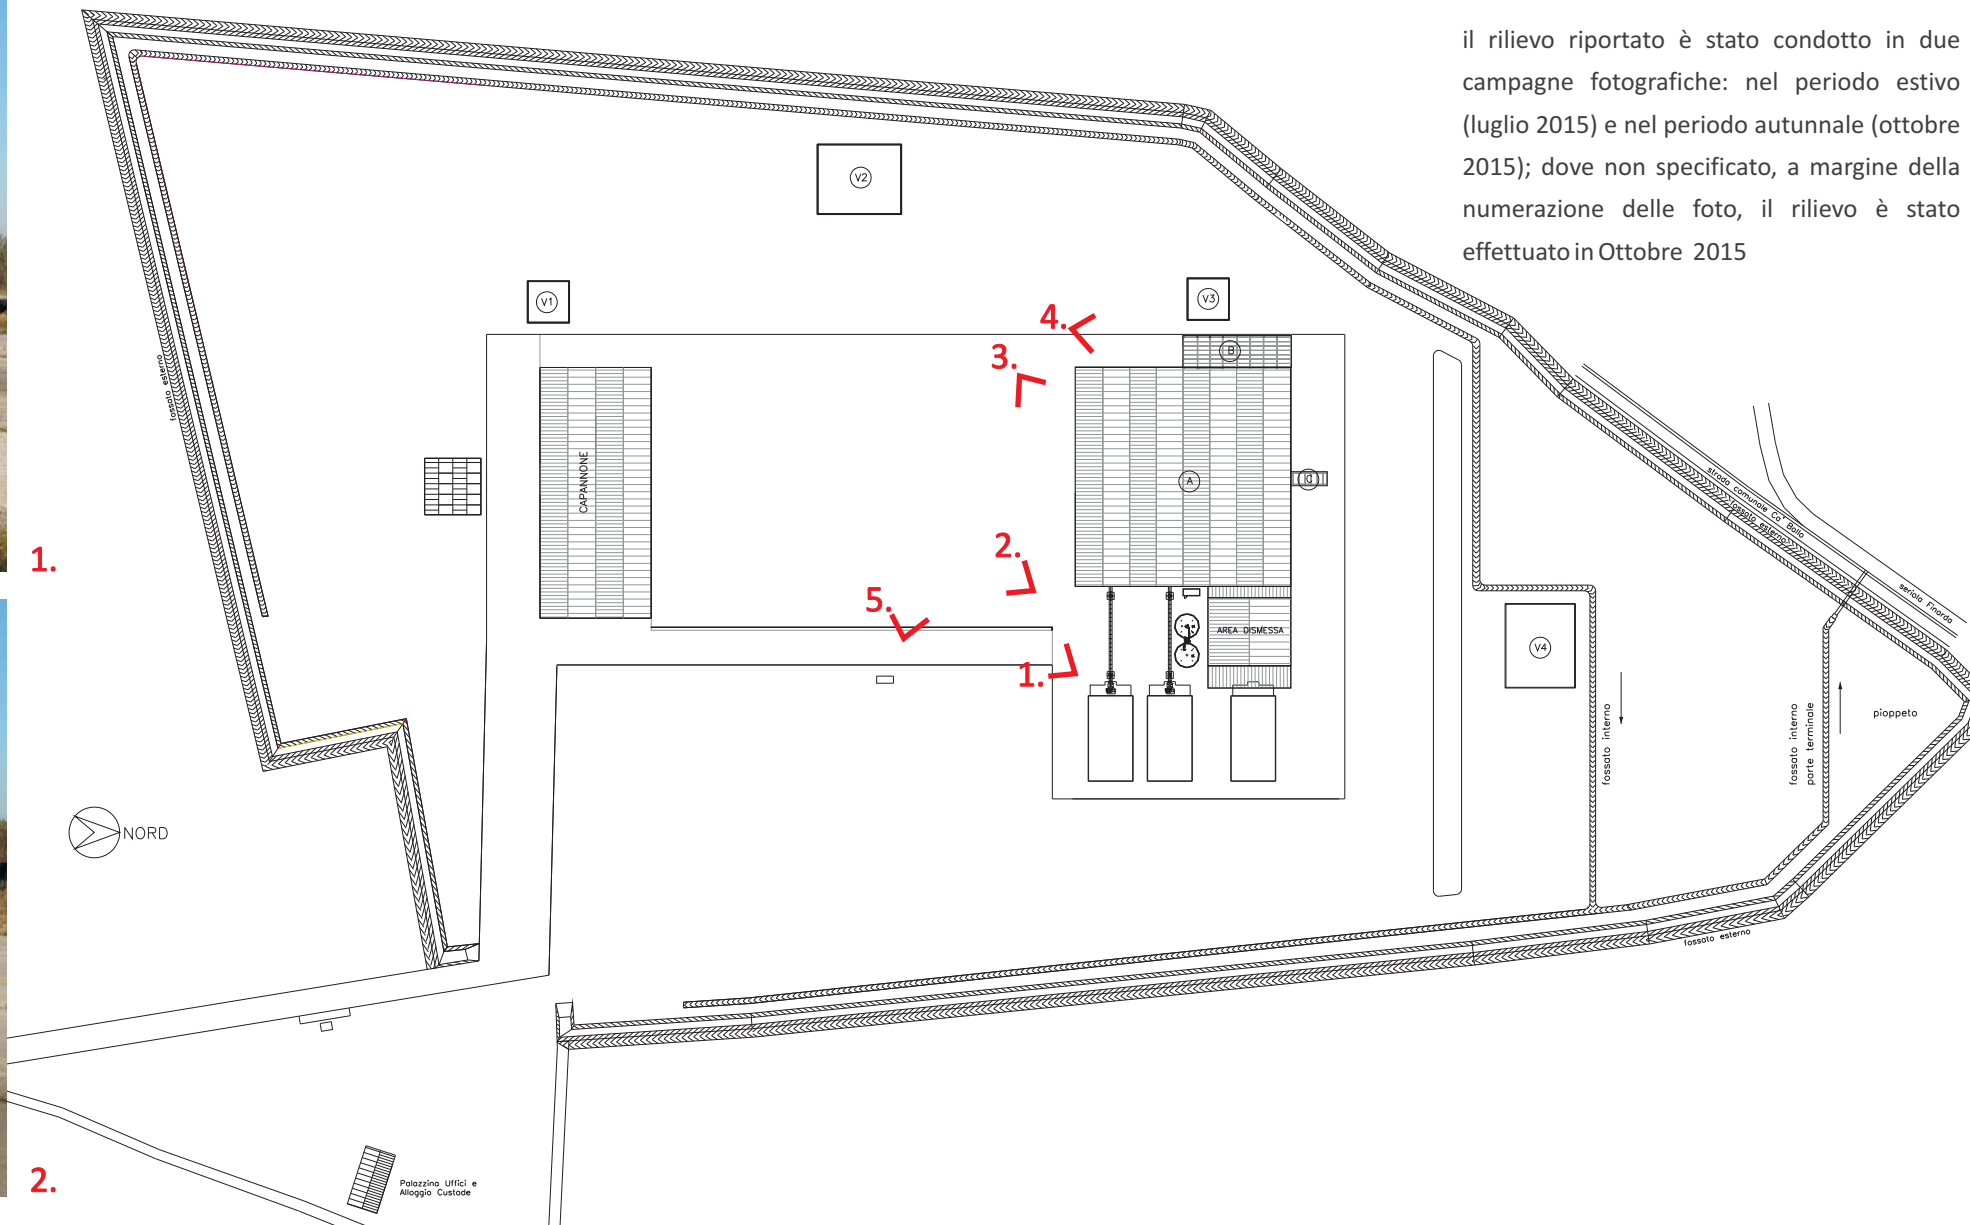 il rilievo riportato è stato condotto in due
campagne fotografiche: nel periodo estivo
(luglio 2015) e nel periodo autunnale (ottobre
2015); dove non specificato, a margine della
numerazione delle foto, il rilievo è stato
effettuato in Ottobre 2015
V2
V1
V3
4.
B
3.
fossato esterno
CAPANNONE
A
C
strada comunale Ca' Ballo
fossato esterno
seriola Finarda
1.
2.
5.
AREA DISMESSA
V4
1.
fossato interno
fossato interno
parte terminale
pioppeto
NORD
fossato esterno
2.
Palazzina Uffici e
Alloggio Custode